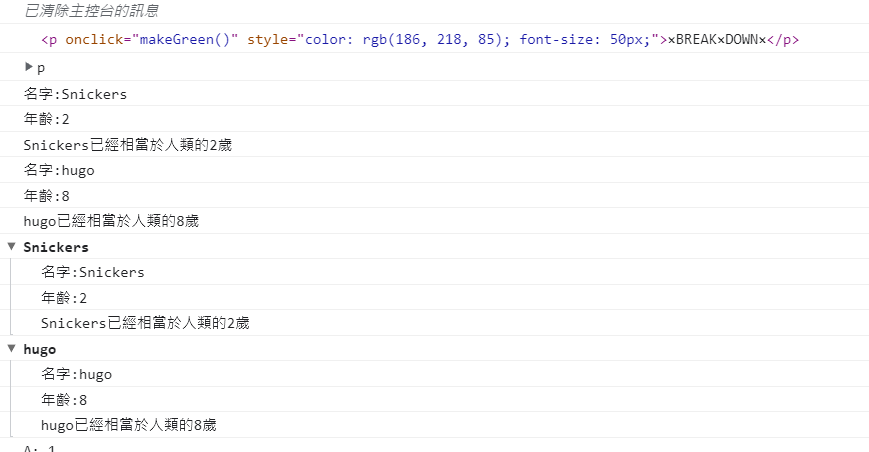 已清除主控台的訊息
<p onclick="makeGreen()" style="color: rgb(186, 218, 85); font-size: 50px;">×BREAK×DOWN×</p>
p
名字:Snickers
年齡:2
Snickers已經相當於人類的2歲
名字:hugo
年齡:8
hugo已經相當於人類的8歲
Snickers
名字:Snickers
年齡:2
Snickers已經相當於人類的2歲
hugo
名字:hugo
年齡:8
hugo已經相當於人類的8歲
A: 1